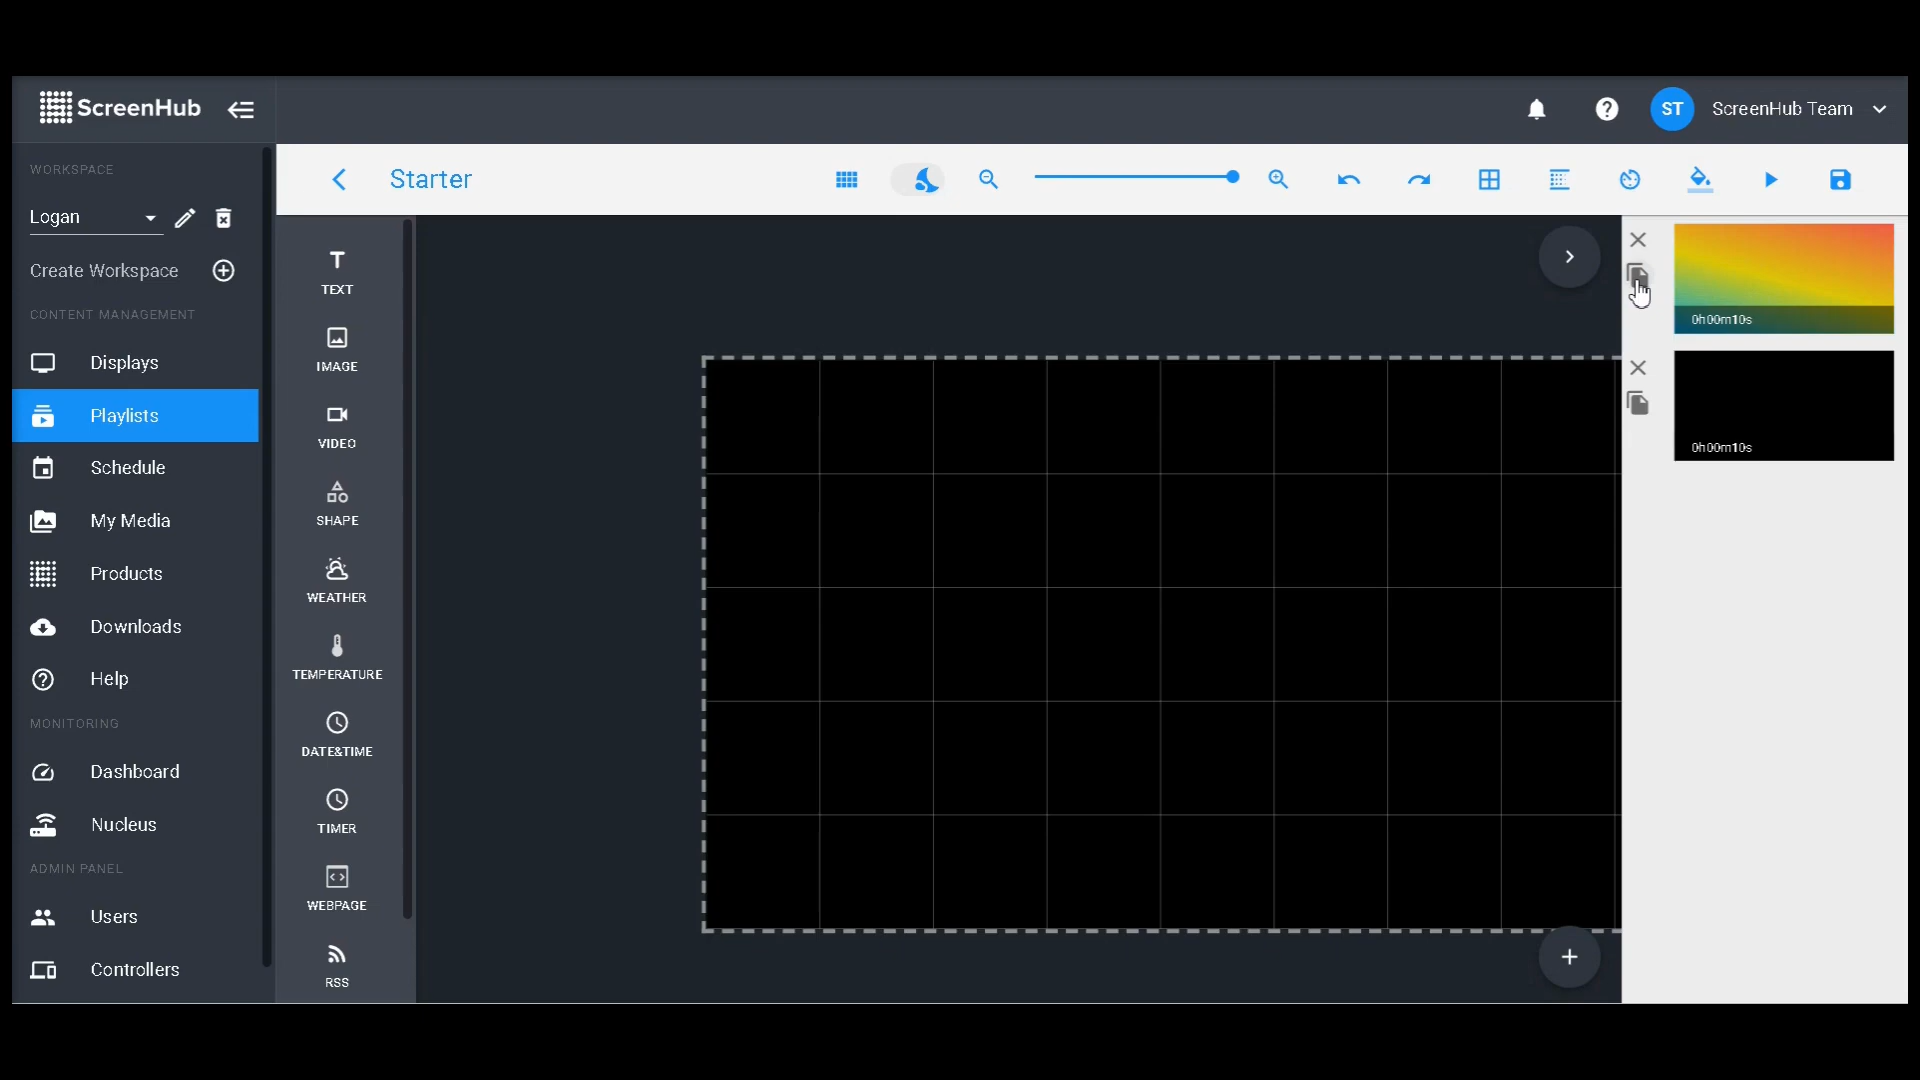 ScreenHub
ST
ScreenHub Team
WORKSPACE
Logan
Create Workspace
CONTENT MANAGEMENT
Displays
Playlists
Schedule
My Media
Products
Downloads
Help
MONITORING
Dashboard
Nucleus
ADMIN PANEL
Users
Controllers
Starter
TEXT
IMAGE
VIDEO
SHAPE
WEATHER
TEMPERATURE
DATE&TIME
TIMER
WEBPAGE
RSS
0h00m10s
0h00m10s